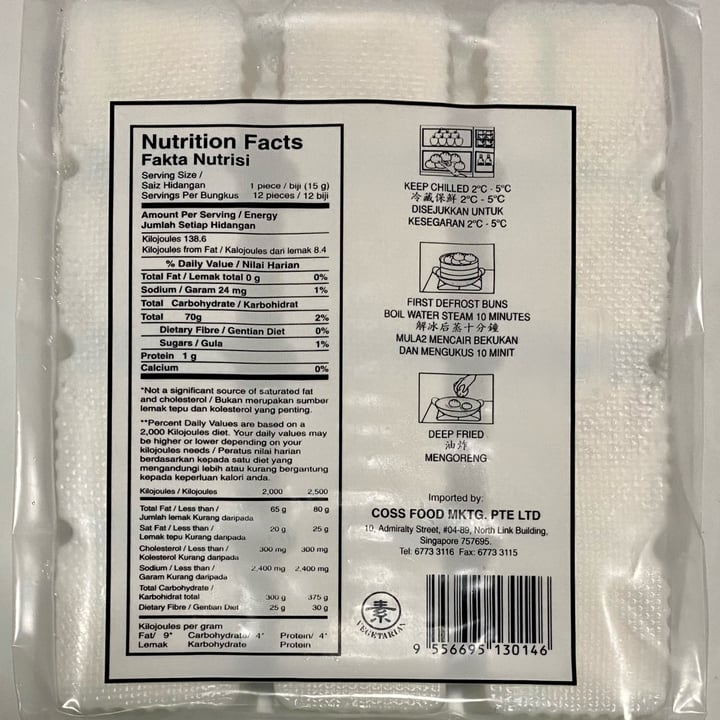 Nutrition Facts
Fakta Nutrisi
Serving Size /
Saiz Hidangan 1 piece / biji (15 g)
Servings Per Bungkus 12 pieces / 12 biji
Amount Per Serving / Energy
Jumlah Setiap Hidangan
Kilojoules 138.6
Kilojoules from Fat / Kalojoules dari lemak 8.4
% Daily Value / Nilai Harian
Total Fat / Lemak total 0 g 0%
Sodium / Garam 24 mg 1%
Total Carbohydrate / Karbohidrat
Total 70g 2%
Dietary Fibre / Gentian Diet 0%
Sugars / Gula 1%
Protein 1 g
Calcium 0%
*Not a significant source of saturated fat
and cholesterol / Bukan merupakan sumber
lemak tepu dan kolesterol yang penting.
**Percent Daily Values are based on a
2,000 Kilojoules diet. Your daily values may
be higher or lower depending on your
kilojoules needs / Peratus nilai harian
berdasarkan kepada satu diet yang
mengandungi lebih atau kurang bergantung
kepada keperluan kalori anda.
Kilojoules / Kilojoules 2,000 2,500
Total Fat / Less than / 65 g 80 g
Jumlah lemak Kurang daripada
Sat Fat / Less than / 20 g 25 g
Lemak tepu Kurang daripada
Cholesterol / Less than / 300 mg 300 mg
Kolesterol Kurang daripada
Sodium / Less than / 2,400 mg 2,400 mg
Garam Kurang daripada
Total Carbohydrate /
Karbohidrat total 300 g 375 g
Dietary Fibre / Gentian Diet 25 g 30 g
Kilojoules per gram
Fat/ 9* Carbohydrate/ 4* Protein/ 4*
Lemak Karbohydrate Protein
KEEP CHILLED 2°C - 5°C
冷藏保鮮 2°C - 5°C
DISEJUKKAN UNTUK
KESEGARAN 2°C - 5°C
FIRST DEFROST BUNS
BOIL WATER STEAM 10 MINUTES
解冰后蒸十分鐘
MULA2 MENCAIR BEKUKAN
DAN MENGUKUS 10 MINIT
DEEP FRIED
油炸
MENGORENG
Imported by:
COSS FOOD MKTG. PTE LTD
10, Admiralty Street, #04-89, North Link Building,
Singapore 757695.
Tel: 6773 3116 Fax: 6773 3115
素
VEGETARIAN
9 556695 130146